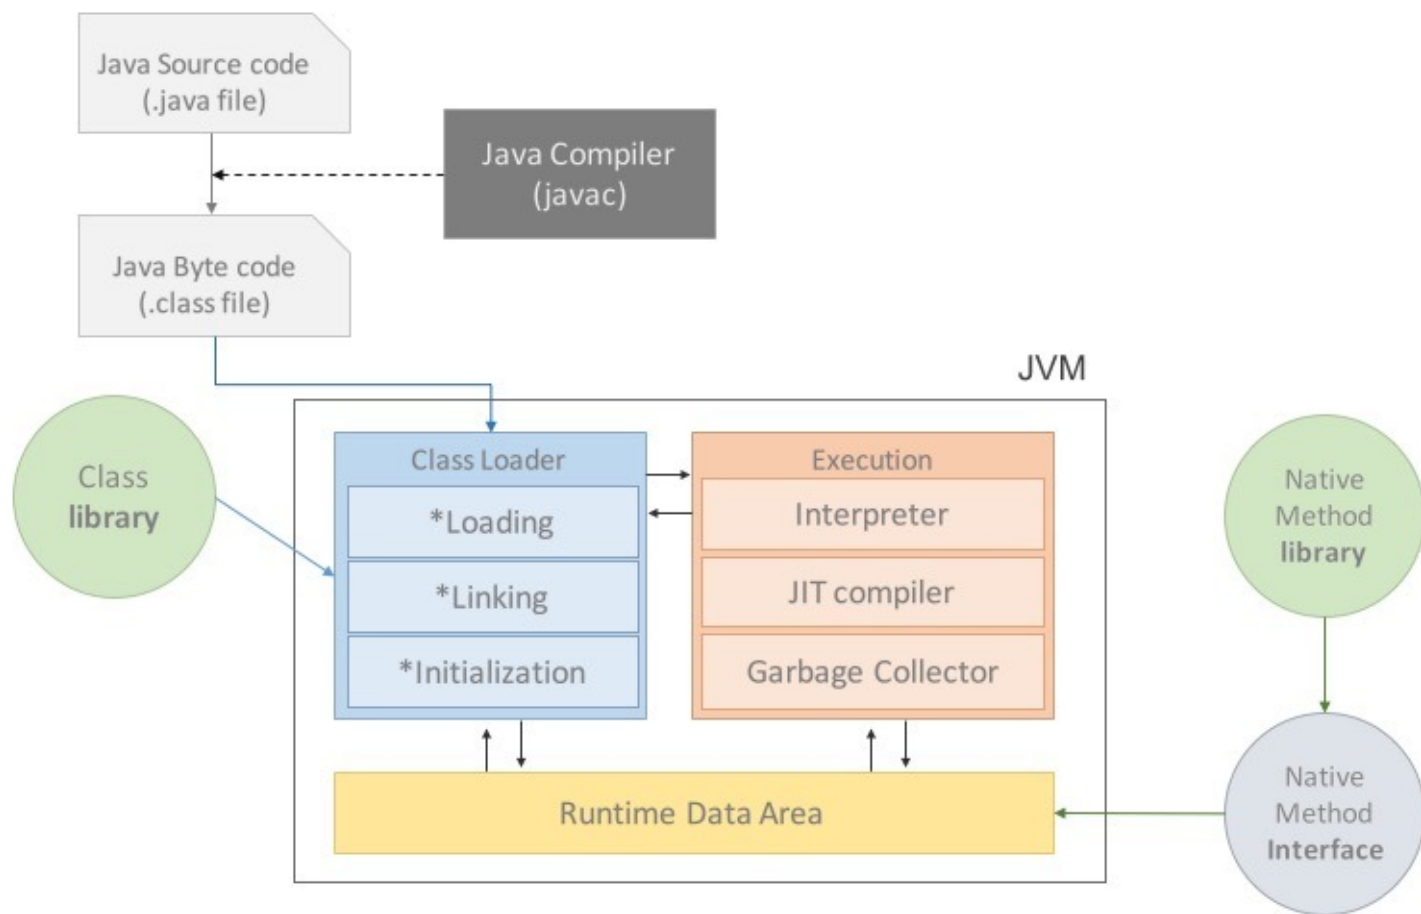 Java Source code
(.java file)
Java Compiler
(javac)
Java Byte code
(.class file)
JVM
Class
library
Class Loader
*Loading
*Linking
*Initialization
Execution
Interpreter
JIT compiler
Garbage Collector
Native
Method
library
Runtime Data Area
Native
Method
Interface